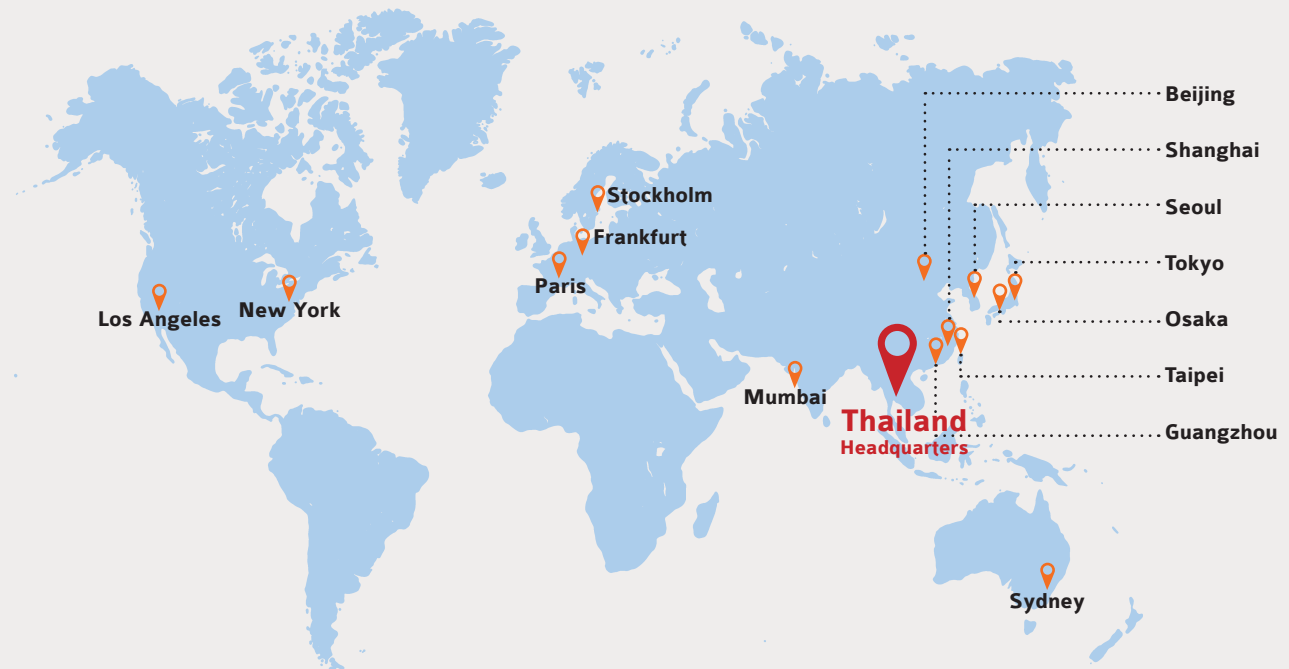 Beijing
Shanghai
Stockholm
Seoul
Frankfurt
Tokyo
Paris
New York
Los Angeles
Osaka
Taipei
Mumbai
Thailand
Headquarters
Guangzhou
Sydney